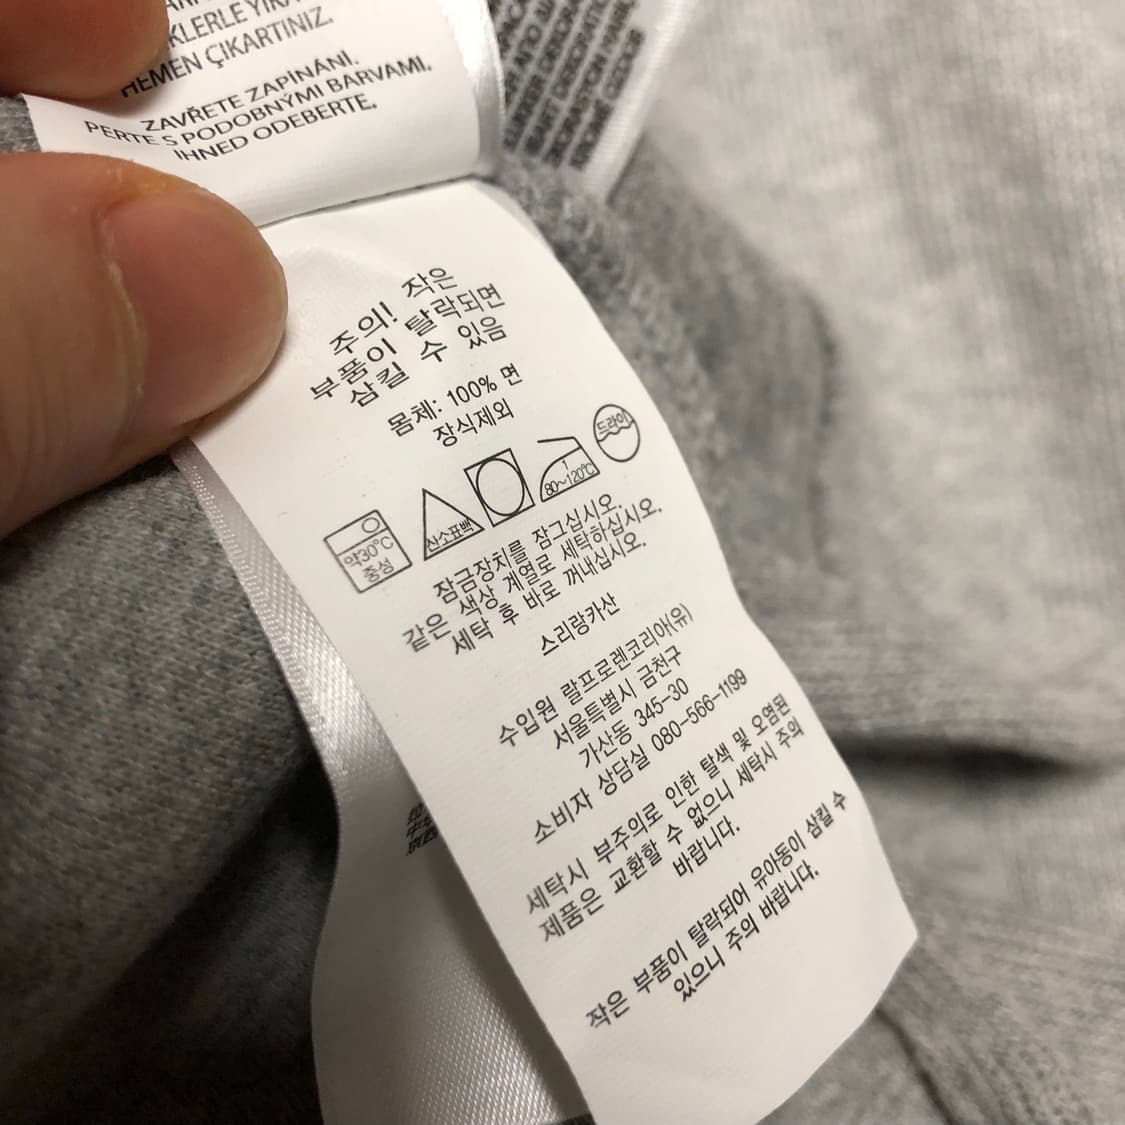 KLERLE YIKA
HEMEN ÇIKARTINIZ.
ZAVŘETE ZAPÍNÁNÍ.
PERTE S PODOBNÝMI BARVAMI.
IHNED ODEBERTE.
주의! 작은
부품이 탈락되면
삼킬 수 있음
몸체: 100% 면
장식제외
약30°C
중성
산소표백
1
80~120°C
드라이
잠금장치를 잠그십시오.
같은 색상 계열로 세탁하십시오.
세탁 후 바로 꺼내십시오.
스리랑카산
수입원 랄프로렌코리아(유)
서울특별시 금천구
가산동 345-30
소비자 상담실 080-566-1199
세탁시 부주의로 인한 탈색 및 오염된
제품은 교환할 수 없으니 세탁시 주의
바랍니다.
작은 부품이 탈락되어 유아동이 삼킬 수
있으니 주의 바랍니다.